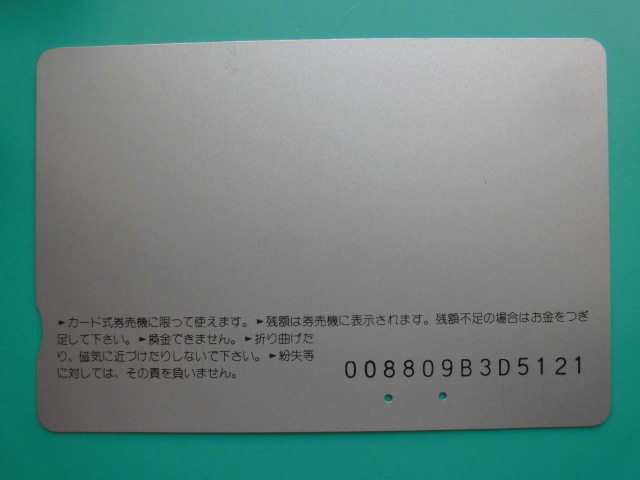 ►カード式券売機に限って使えます。►残額は券売機に表示されます。残額不足の場合はお金をつぎ
足して下さい。►換金できません。►折り曲げた
り、磁気に近づけたりしないで下さい。►紛失等
に対しては、その責を負いません。
008809B3D5121